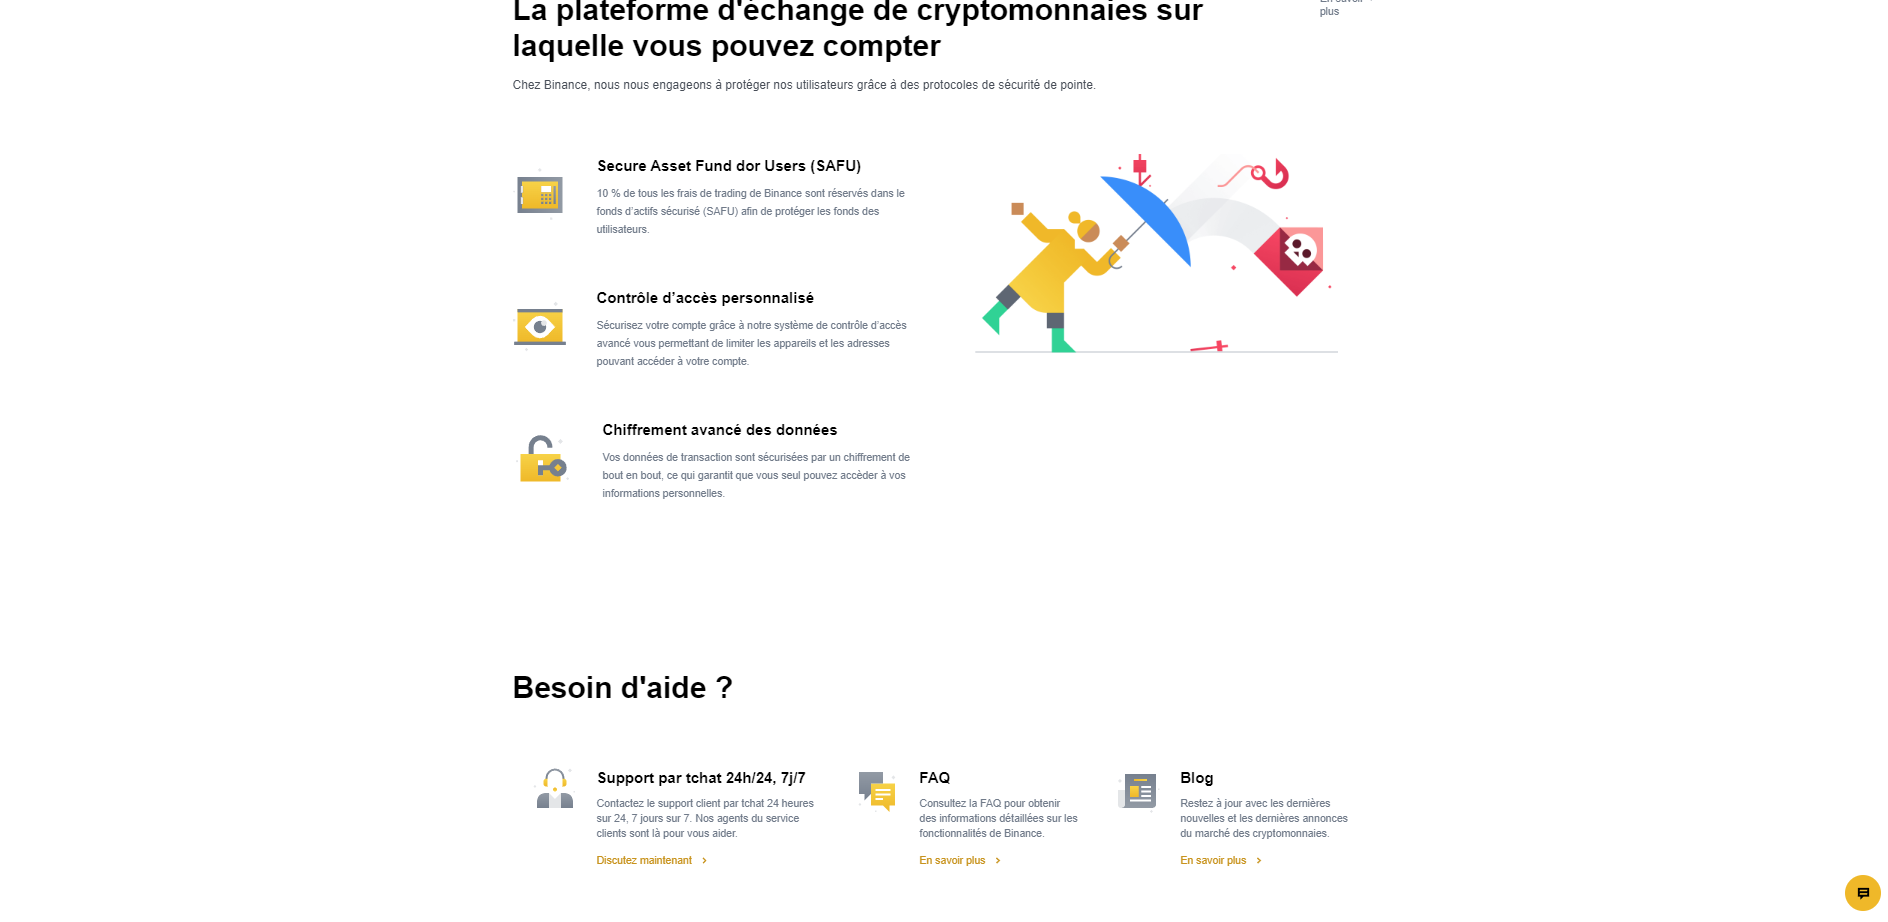 La plateforme d'échange de cryptomonnaies sur
laquelle vous pouvez compter
En savoir
plus
Chez Binance, nous nous engageons à protéger nos utilisateurs grâce à des protocoles de sécurité de pointe.
Secure Asset Fund dor Users (SAFU)
10 % de tous les frais de trading de Binance sont réservés dans le
fonds d'actifs sécurisé (SAFU) afin de protéger les fonds des
utilisateurs.
Contrôle d'accès personnalisé
Sécurisez votre compte grâce à notre système de contrôle d'accès
avancé vous permettant de limiter les appareils et les adresses
pouvant accéder à votre compte.
Chiffrement avancé des données
Vos données de transaction sont sécurisées par un chiffrement de
bout en bout, ce qui garantit que vous seul pouvez accèder à vos
informations personnelles.
Besoin d'aide ?
Support par tchat 24h/24, 7j/7
Contactez le support client par tchat 24 heures
sur 24, 7 jours sur 7. Nos agents du service
clients sont là pour vous aider.
Discutez maintenant
FAQ
Consultez la FAQ pour obtenir
des informations détaillées sur les
fonctionnalités de Binance.
En savoir plus
Blog
Restez à jour avec les dernières
nouvelles et les dernières annonces
du marché des cryptomonnaies.
En savoir plus